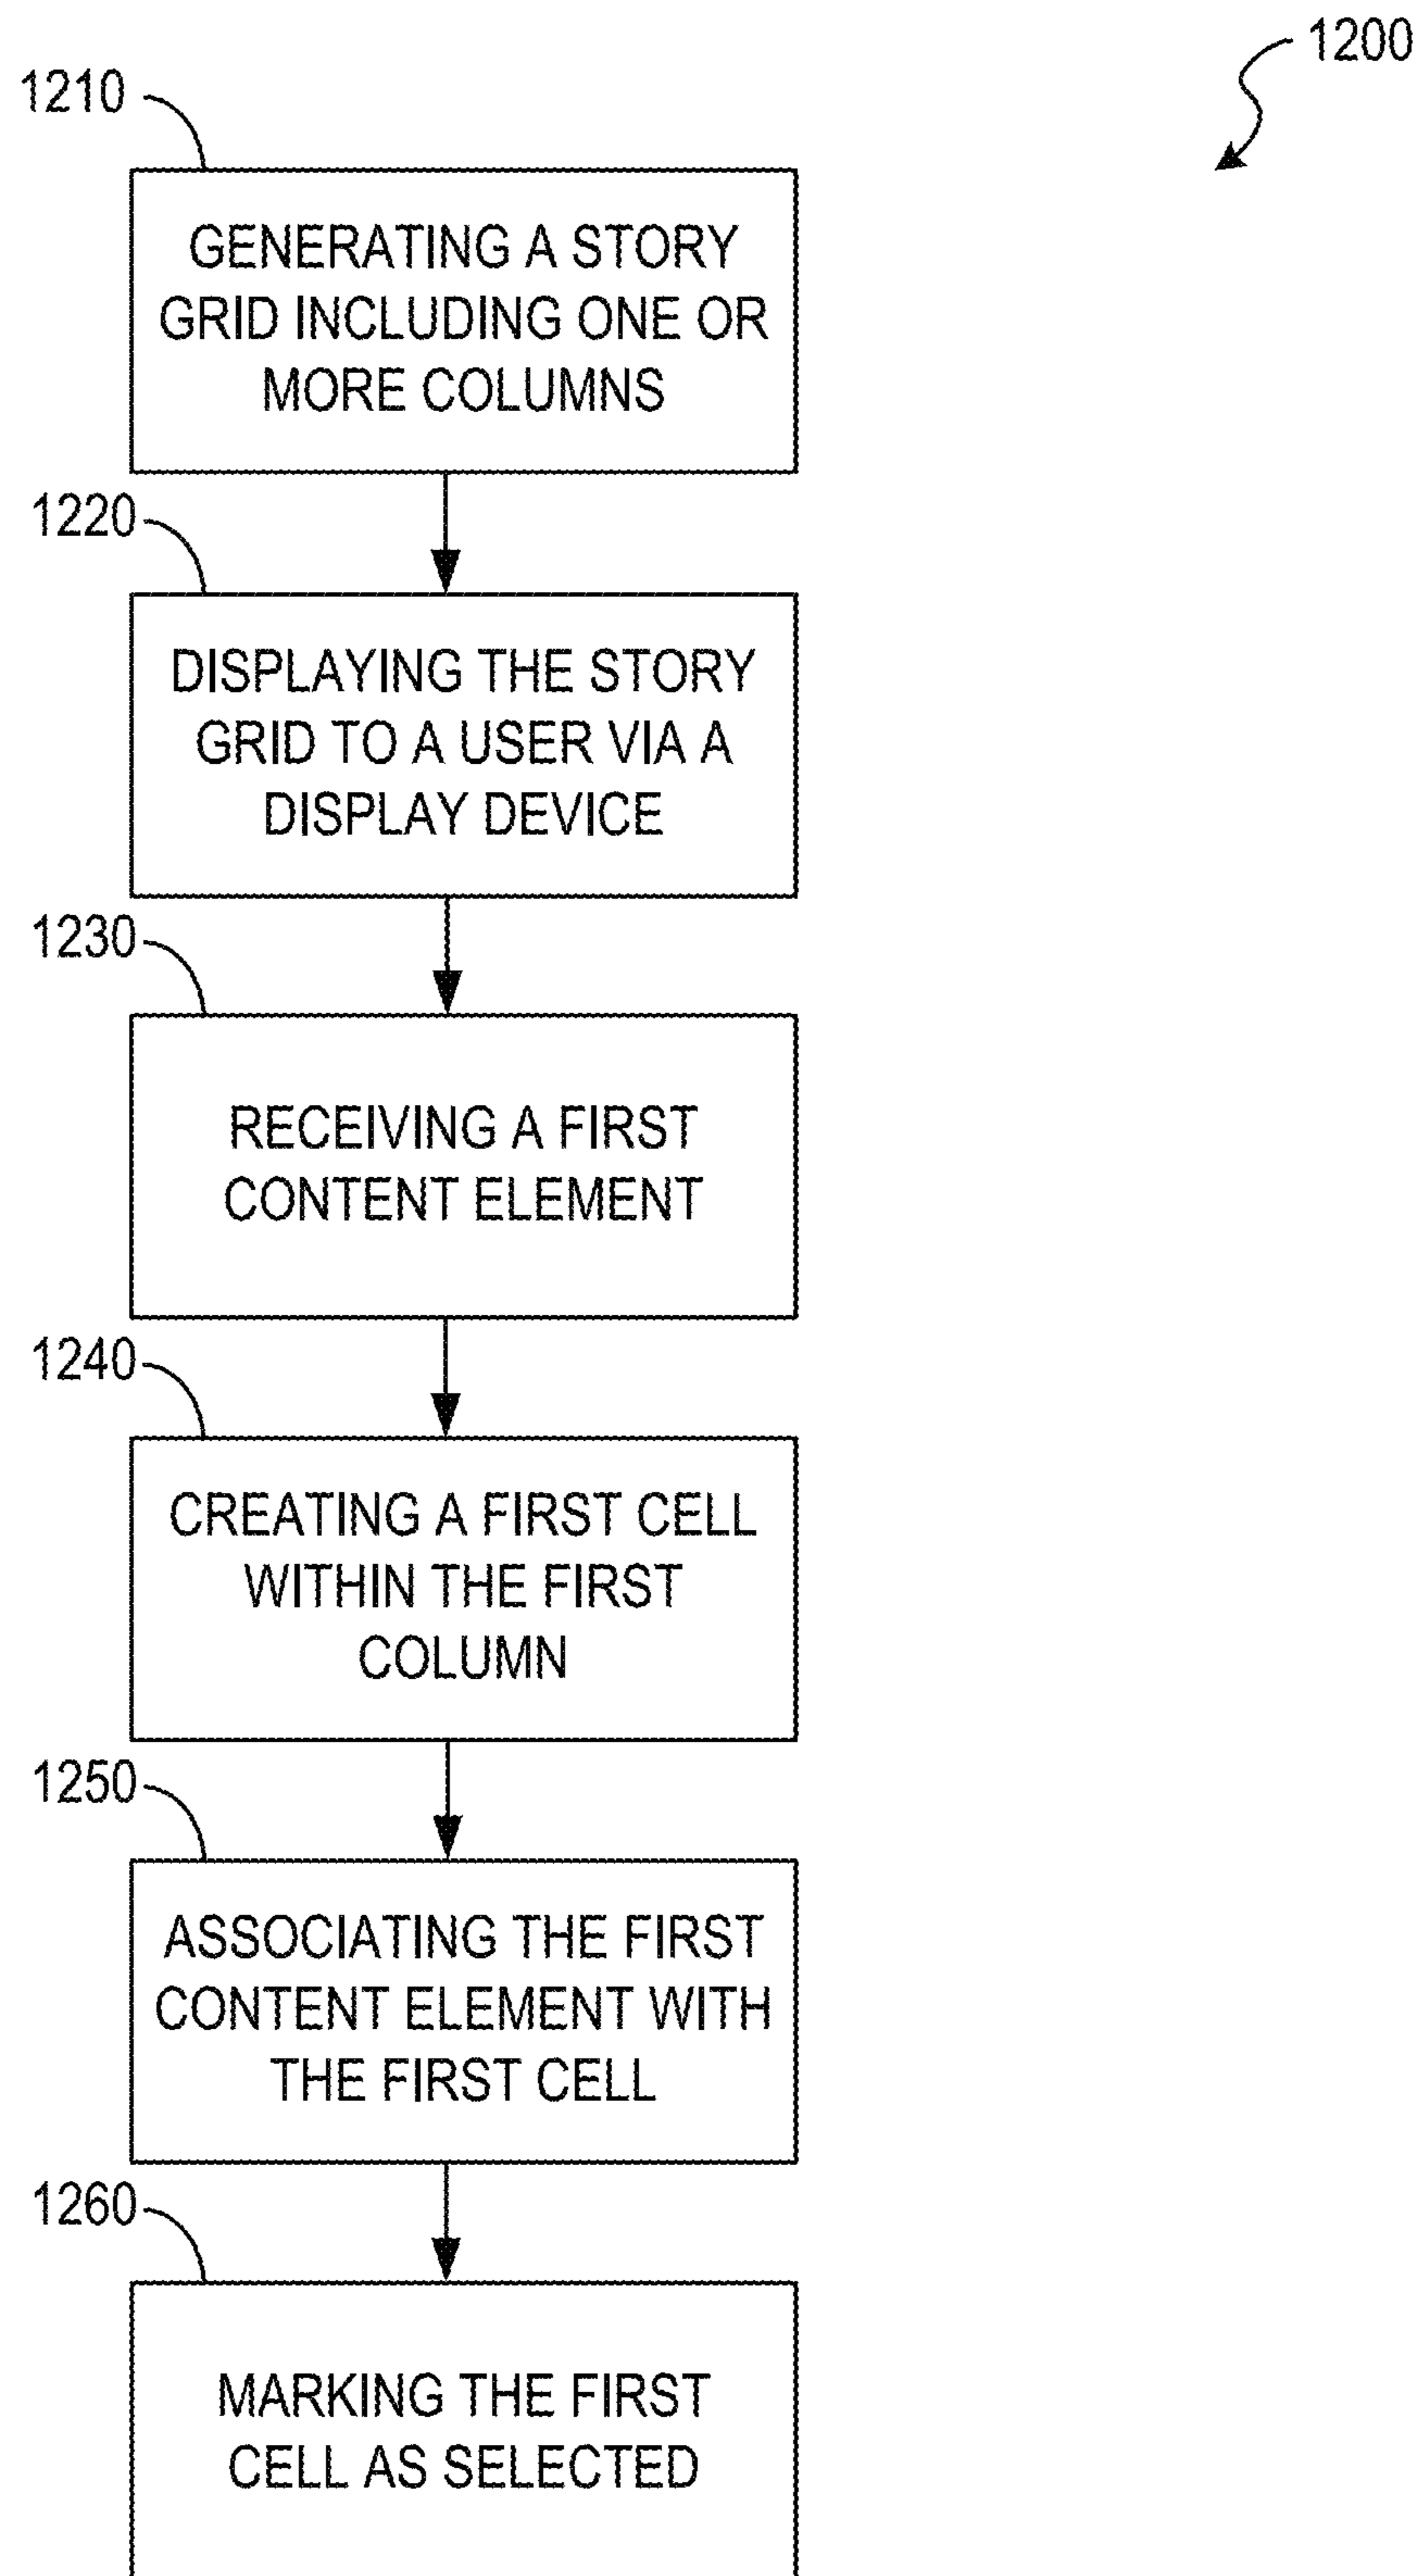 1200
1210
GENERATING A STORY
GRID INCLUDING ONE OR
MORE COLUMNS
1220
DISPLAYING THE STORY
GRID TO A USER VIA A
DISPLAY DEVICE
1230
RECEIVING A FIRST
CONTENT ELEMENT
1240
CREATING A FIRST CELL
WITHIN THE FIRST
COLUMN
1250
ASSOCIATING THE FIRST
CONTENT ELEMENT WITH
THE FIRST CELL
1260
MARKING THE FIRST
CELL AS SELECTED